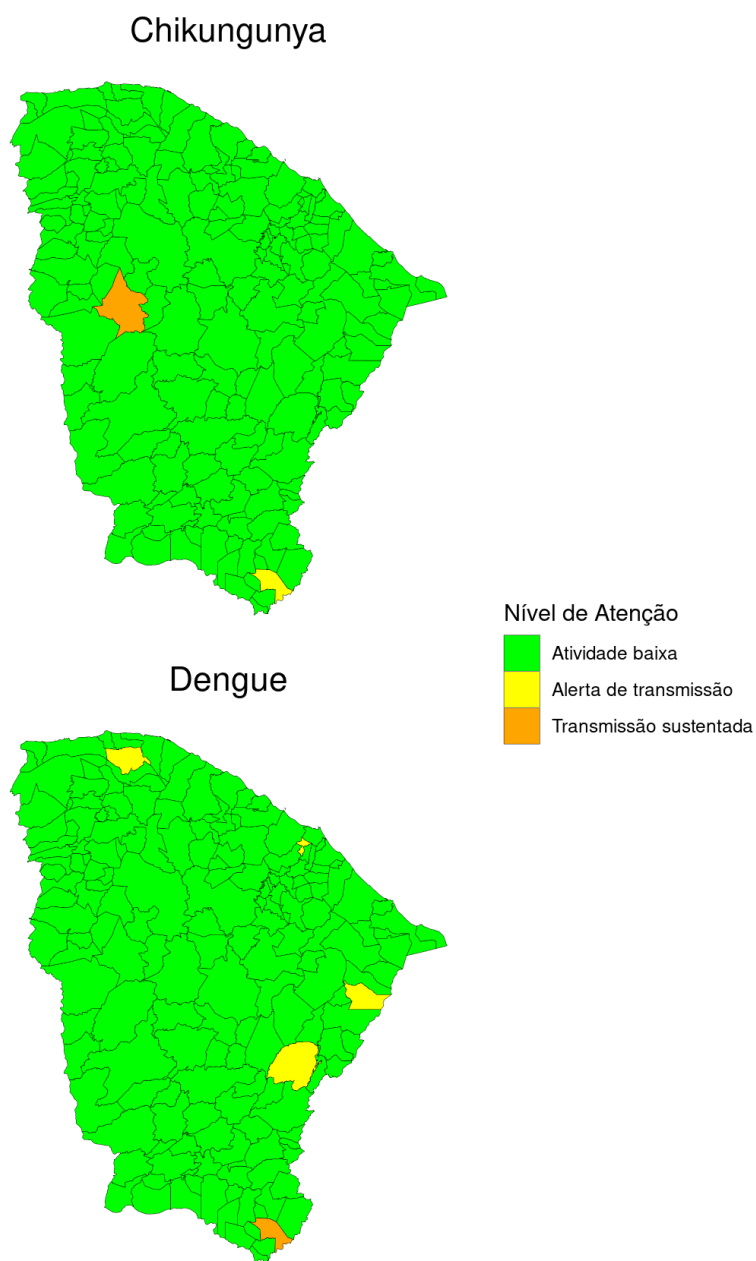 Chikungunya
Nível de Atenção
Atividade baixa
Alerta de transmissão
Transmissão sustentada
Dengue